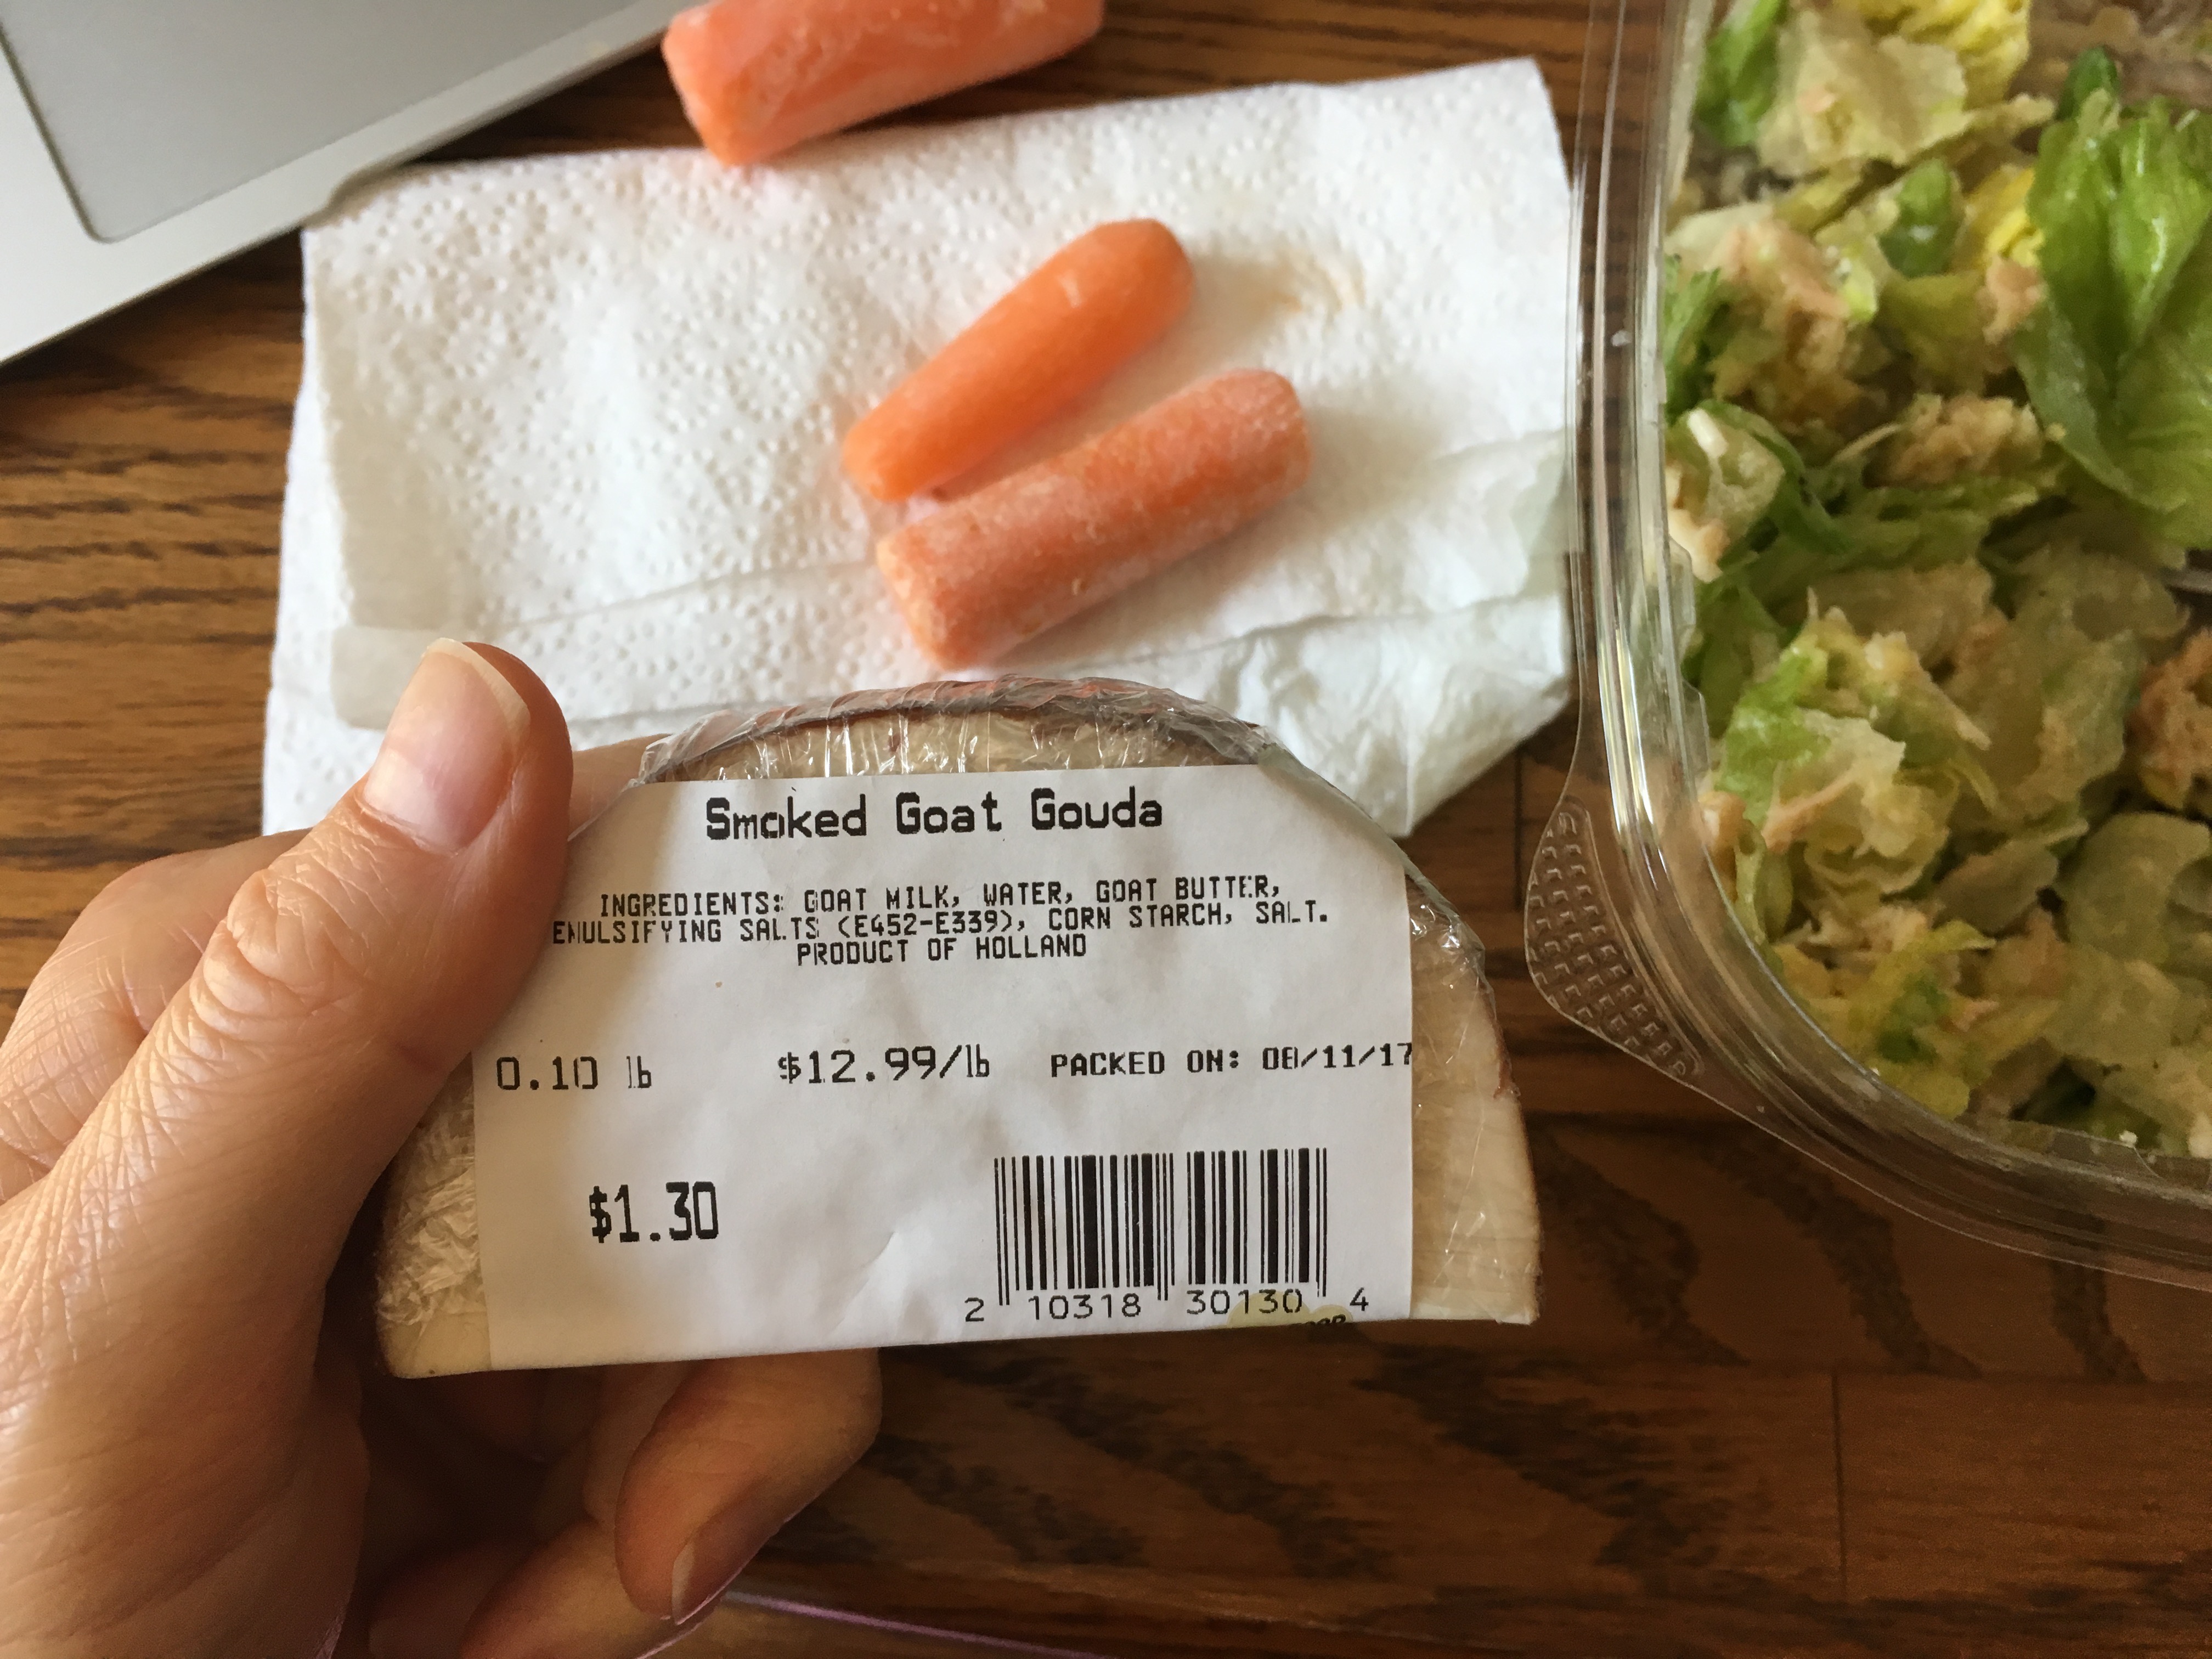 Smoked Goat Gouda
INGREDIENTS: GOAT MILK, WATER, GOAT BUTTER,
EMULSIFYING SALTS (E452-E339), CORN STARCH, SALT.
PRODUCT OF HOLLAND
0.10 lb $12.99/lb PACKED ON: 08/11/17
$1.30
2 10318 30130 4